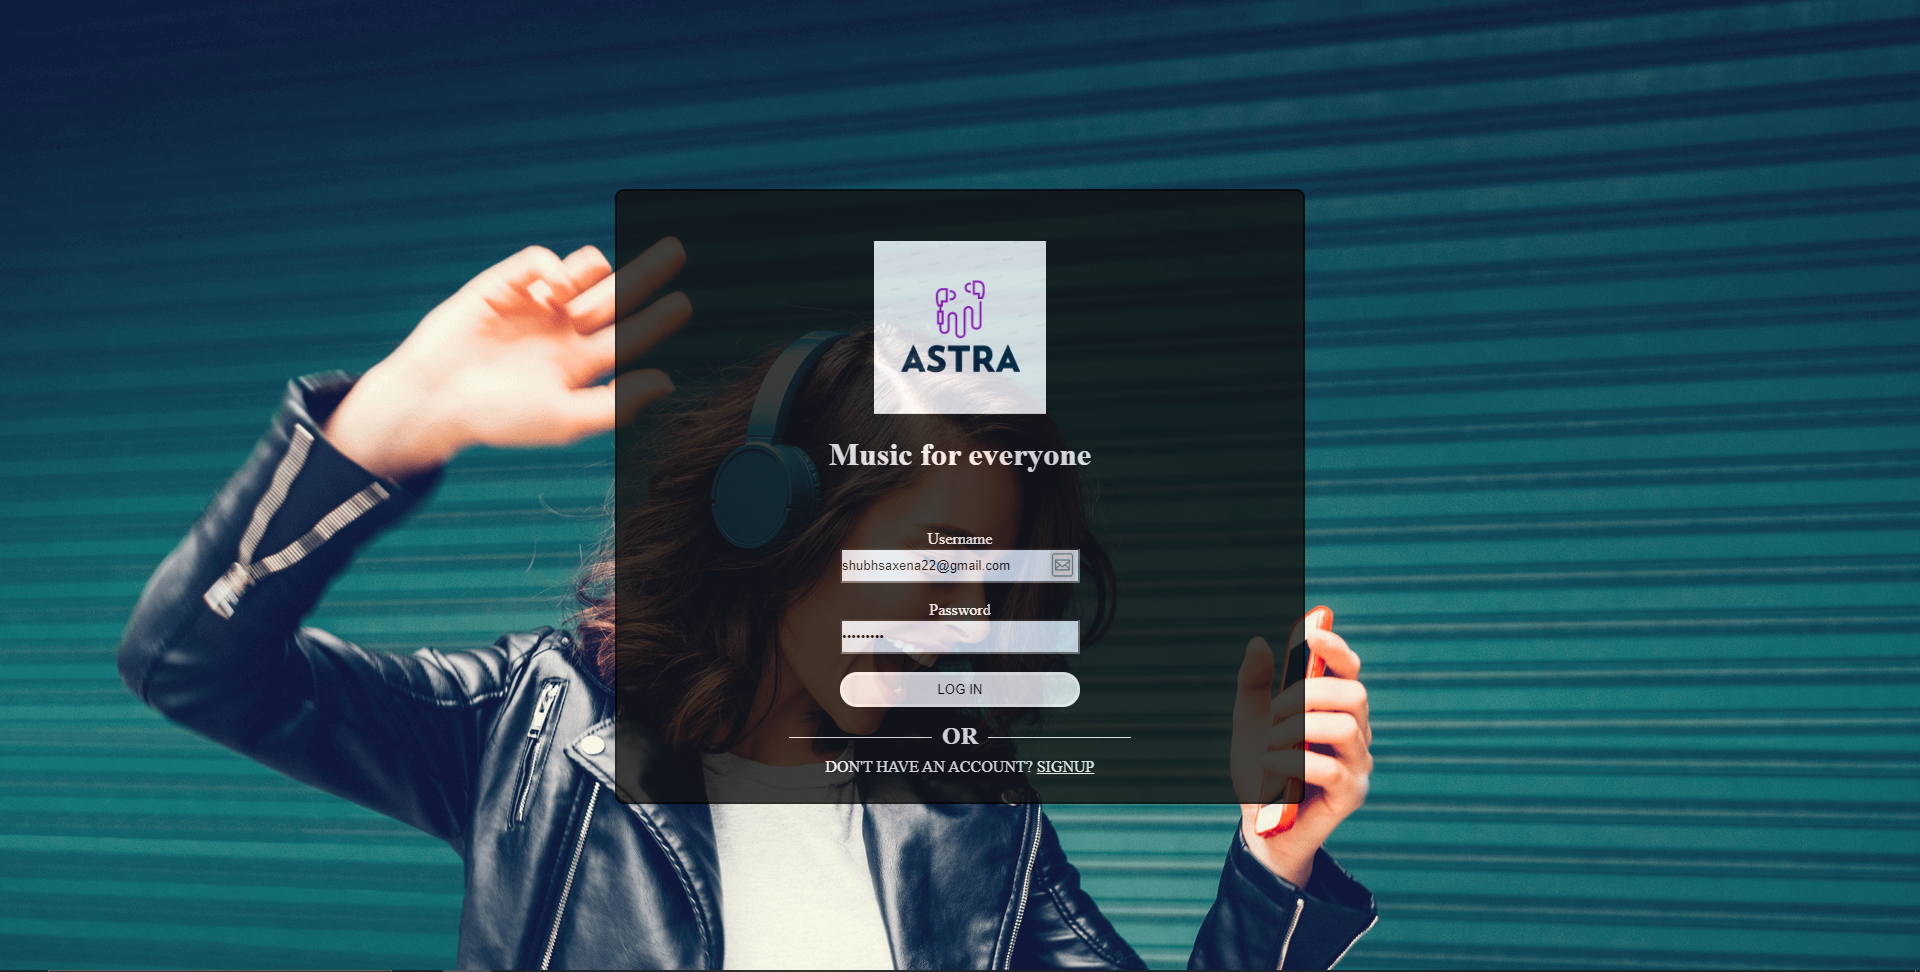 ASTRA
Music for everyone
Username
shubhsaxena22@gmail.com
Password
•••••••••
LOG IN
OR
DON'T HAVE AN ACCOUNT? SIGNUP